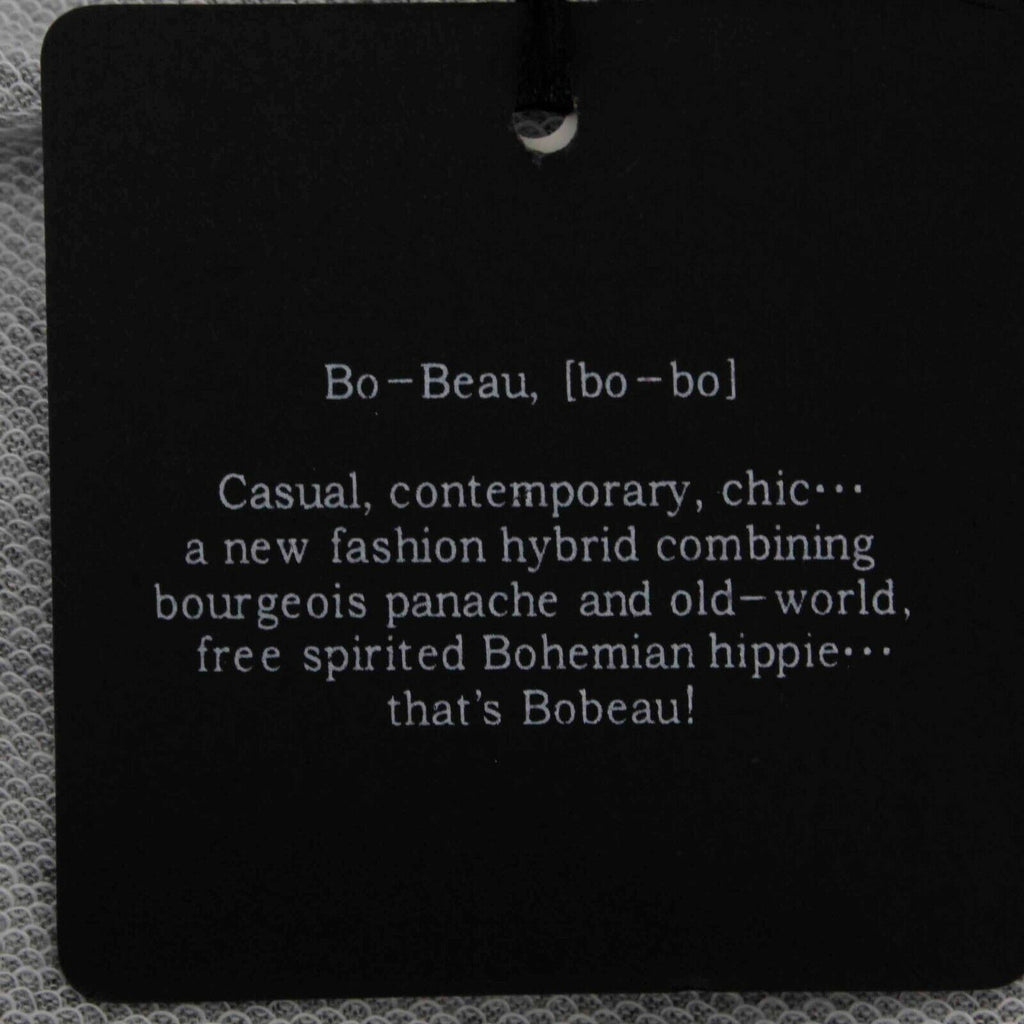 Bo-Beau, [bo-bo]
Casual, contemporary, chic···
a new fashion hybrid combining
bourgeois panache and old-world,
free spirited Bohemian hippie···
that's Bobeau!